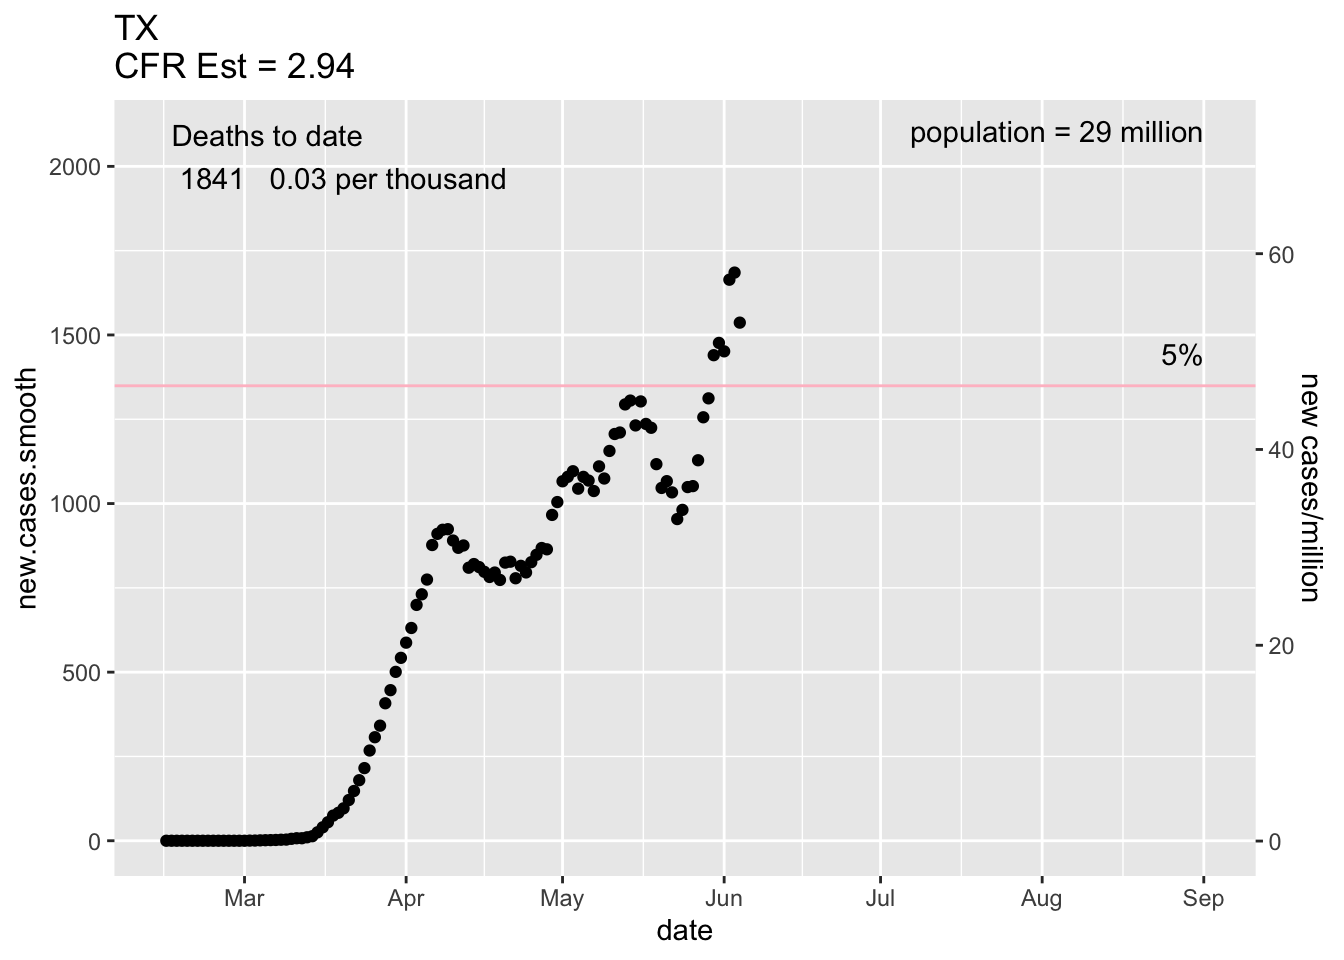 TX
CFR Est = 2.94
Deaths to date
population = 29 million
1841 0.03 per thousand
2000
60
1500
5%
new.cases.smooth
40
new cases/million
1000
500
20
0
0
Mar Apr May Jun Jul Aug Sep
date